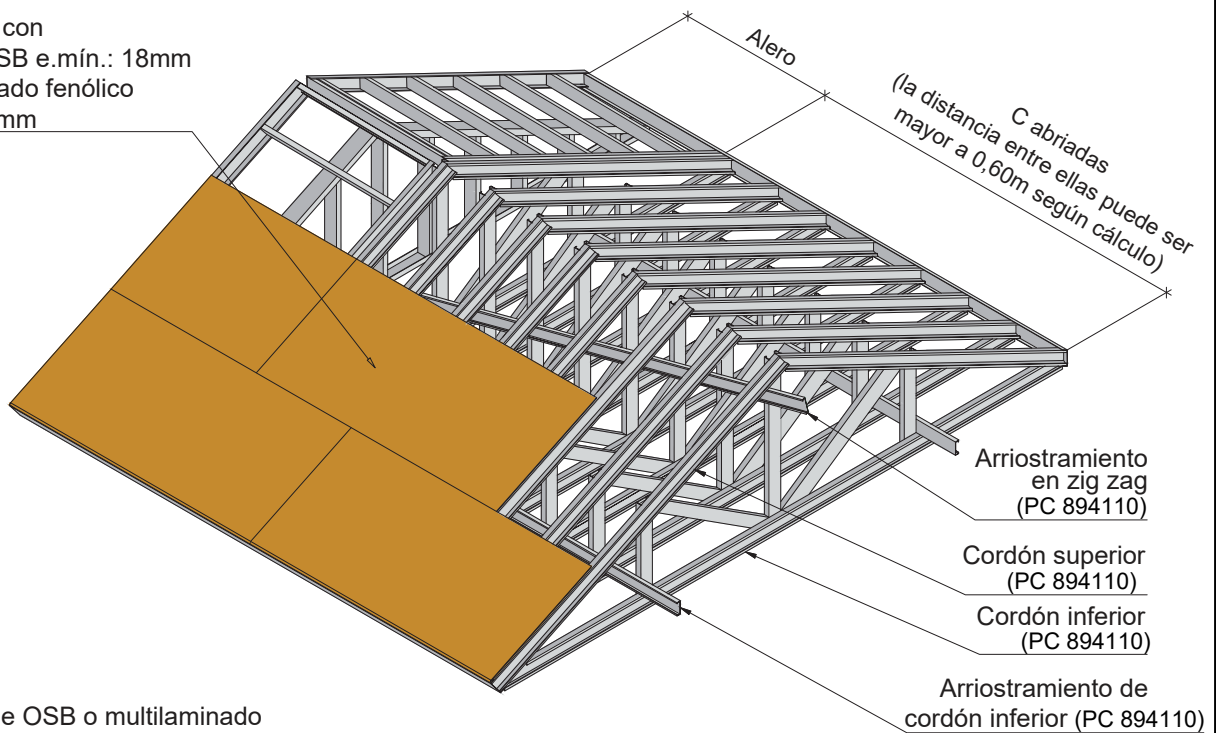 con
SB e.mín.: 18mm
ado fenólico
mm
Alero
C abriadas
(la distancia entre ellas puede ser
mayor a 0,60m según cálculo)
Arriostramiento
en zig zag
(PC 894110)
Cordón superior
(PC 894110)
Cordón inferior
(PC 894110)
Arriostramiento de
cordón inferior (PC 894110)
e OSB o multilaminado